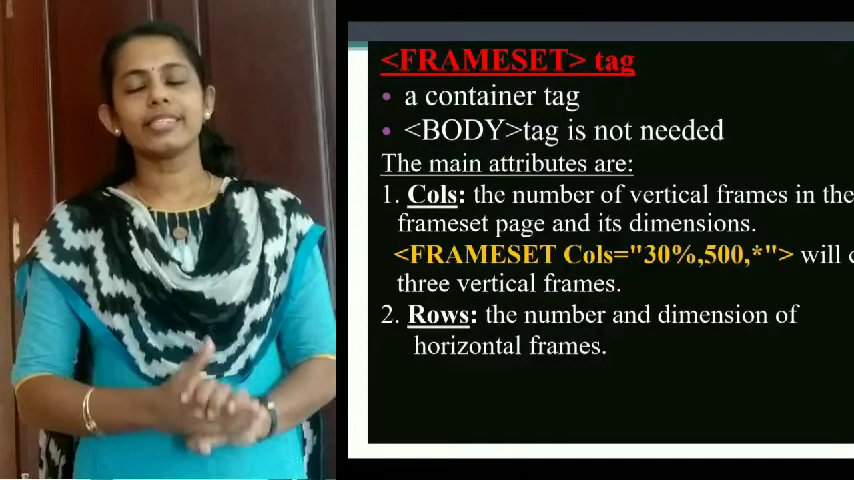 <FRAMESET> tag
• a container tag
• <BODY>tag is not needed
The main attributes are:
1. Cols: the number of vertical frames in the
frameset page and its dimensions.
<FRAMESET Cols="30%,500,*"> will
three vertical frames.
2. Rows: the number and dimension of
horizontal frames.